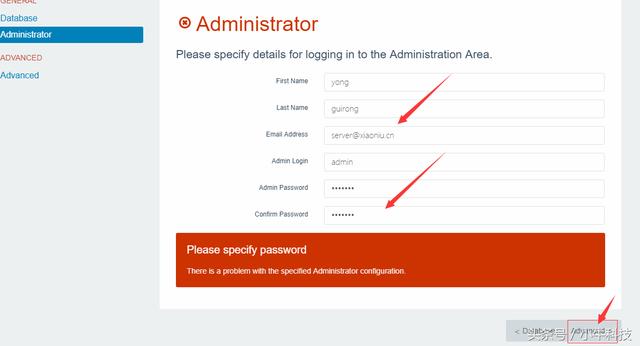 GENERAL
Database
Administrator
ADVANCED
Advanced
Administrator
Please specify details for logging in to the Administration Area.
First Name
yong
Last Name
guirong
Email Address
server@xiaoniu.cn
Admin Login
admin
Admin Password
•••••••
Confirm Password
•••••••
Please specify password
There is a problem with the specified Administrator configuration.
< Database
Advanced >
头条号/小牛科技